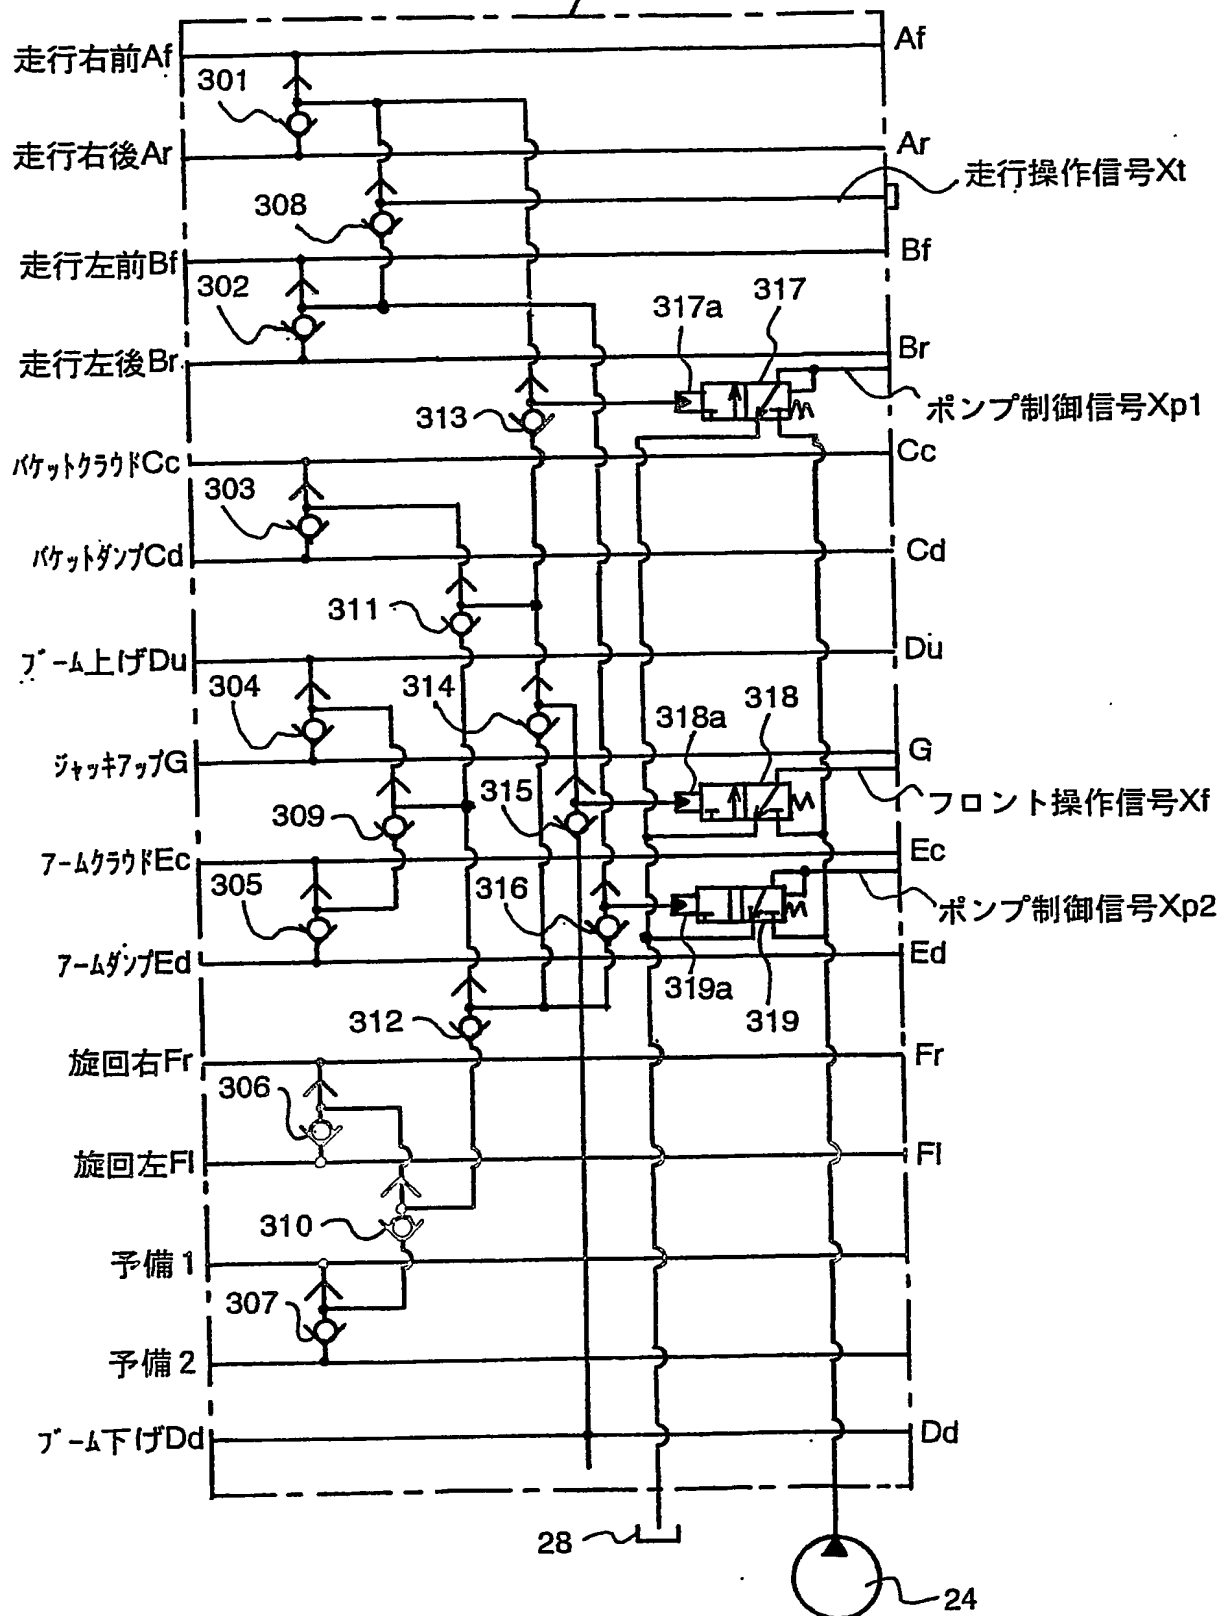 走行右前Af
Af
301
走行右後Ar
Ar
走行操作信号Xt
308
走行左前Bf
Bf
302
317a
317
走行左後Br
Br
313
ポンプ制御信号Xp1
バケットクラウドCc
Cc
303
バケットダンプCd
Cd
311
ブーム上げDu
Du
304
314
318a
318
ジャッキアップG
G
315
フロント操作信号Xf
309
アームクラウドEc
Ec
305
316
ポンプ制御信号Xp2
アームダンプEd
Ed
319a
312
319
旋回右Fr
Fr
306
旋回左Fl
Fl
310
予備1
307
予備2
ブーム下げDd
Dd
28
24